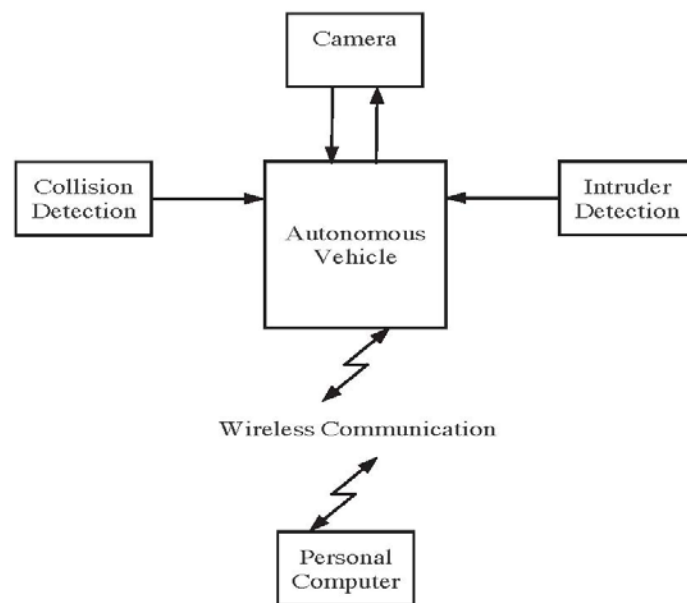 Camera
Collision
Detection
Autonomous
Vehicle
Intruder
Detection
Wireless Communication
Personal
Computer